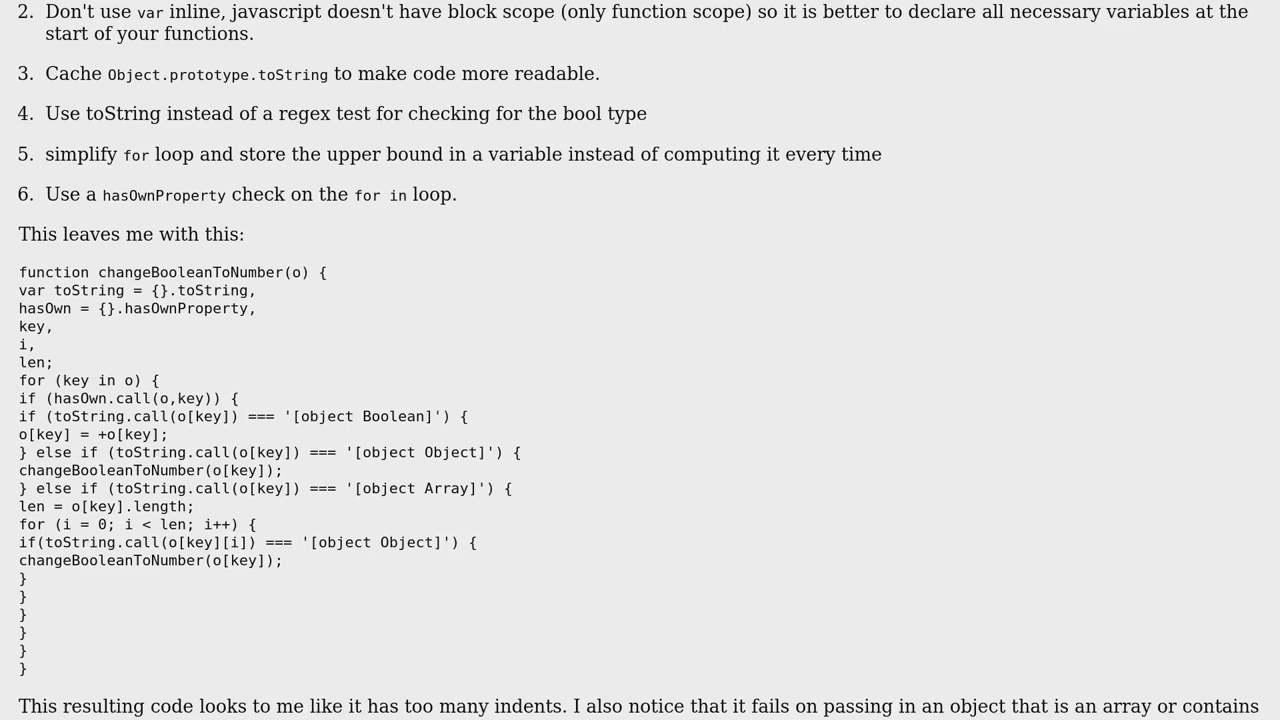 2. Don't use var inline, javascript doesn't have block scope (only function scope) so it is better to declare all necessary variables at the
start of your functions.
3. Cache Object.prototype.toString to make code more readable.
4. Use toString instead of a regex test for checking for the bool type
5. simplify for loop and store the upper bound in a variable instead of computing it every time
6. Use a hasOwnProperty check on the for in loop.
This leaves me with this:
function changeBooleanToNumber(o) {
var toString = {}.toString,
hasOwn = {}.hasOwnProperty,
key,
i,
len;
for (key in o) {
if (hasOwn.call(o,key)) {
if (toString.call(o[key]) === '[object Boolean]') {
o[key] = +o[key];
} else if (toString.call(o[key]) === '[object Object]') {
changeBooleanToNumber(o[key]);
} else if (toString.call(o[key]) === '[object Array]') {
len = o[key].length;
for (i = 0; i < len; i++) {
if(toString.call(o[key][i]) === '[object Object]') {
changeBooleanToNumber(o[key]);
}
}
}
}
}
}
This resulting code looks to me like it has too many indents. I also notice that it fails on passing in an object that is an array or contains